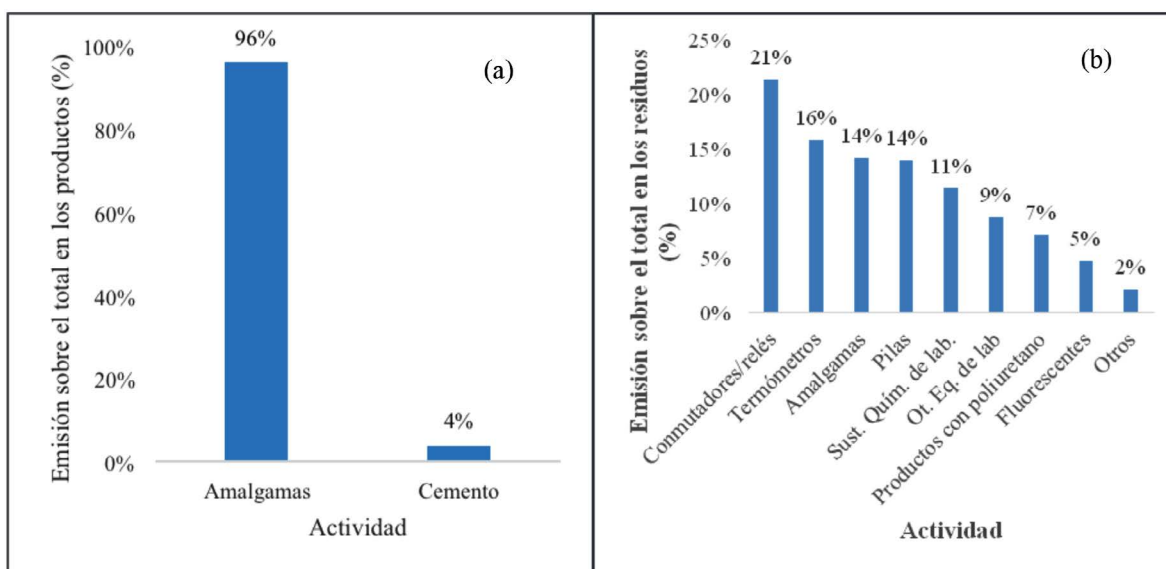 (a)
Emisión sobre el total en los productos (%)
100%
80%
60%
40%
20%
0%
96%
4%
Amalgamas
Cemento
Actividad
(b)
Emisión sobre el total en los residuos
(%)
25%
20%
15%
10%
5%
0%
21%
16%
14%
14%
11%
9%
7%
5%
2%
Conmutadores/relés
Termómetros
Amalgamas
Pilas
Sust. Quim. de lab.
Ot. Eq. de lab
Productos con poliuretano
Fluorescentes
Otros
Actividad